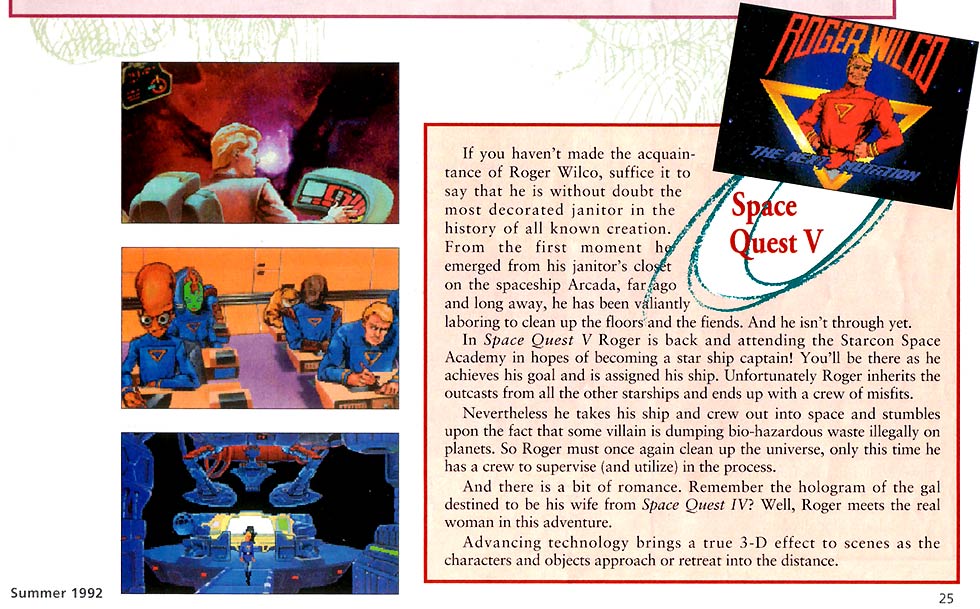 ROGER WILCO
THE NEXT MUTATION
Space
Quest V
If you haven't made the acquain-
tance of Roger Wilco, suffice it to
say that he is without doubt the
most decorated janitor in the
history of all known creation.
From the first moment he
emerged from his janitor's closet
on the spaceship Arcada, far ago
and long away, he has been valiantly
laboring to clean up the floors and the fiends. And he isn't through yet.
In Space Quest V Roger is back and attending the Starcon Space
Academy in hopes of becoming a star ship captain! You'll be there as he
achieves his goal and is assigned his ship. Unfortunately Roger inherits the
outcasts from all the other starships and ends up with a crew of misfits.
Nevertheless he takes his ship and crew out into space and stumbles
upon the fact that some villain is dumping bio-hazardous waste illegally on
planets. So Roger must once again clean up the universe, only this time he
has a crew to supervise (and utilize) in the process.
And there is a bit of romance. Remember the hologram of the gal
destined to be his wife from Space Quest IV? Well, Roger meets the real
woman in this adventure.
Advancing technology brings a true 3-D effect to scenes as the
characters and objects approach or retreat into the distance.
Summer 1992
25